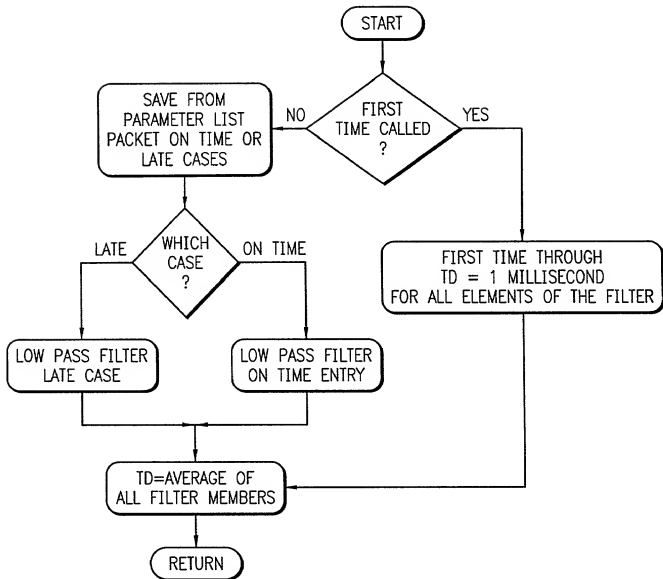 START
FIRST
TIME CALLED
?
NO
YES
SAVE FROM
PARAMETER LIST
PACKET ON TIME OR
LATE CASES
WHICH
CASE
?
LATE
ON TIME
FIRST TIME THROUGH
TD = 1 MILLISECOND
FOR ALL ELEMENTS OF THE FILTER
LOW PASS FILTER
LATE CASE
LOW PASS FILTER
ON TIME ENTRY
TD=AVERAGE OF
ALL FILTER MEMBERS
RETURN